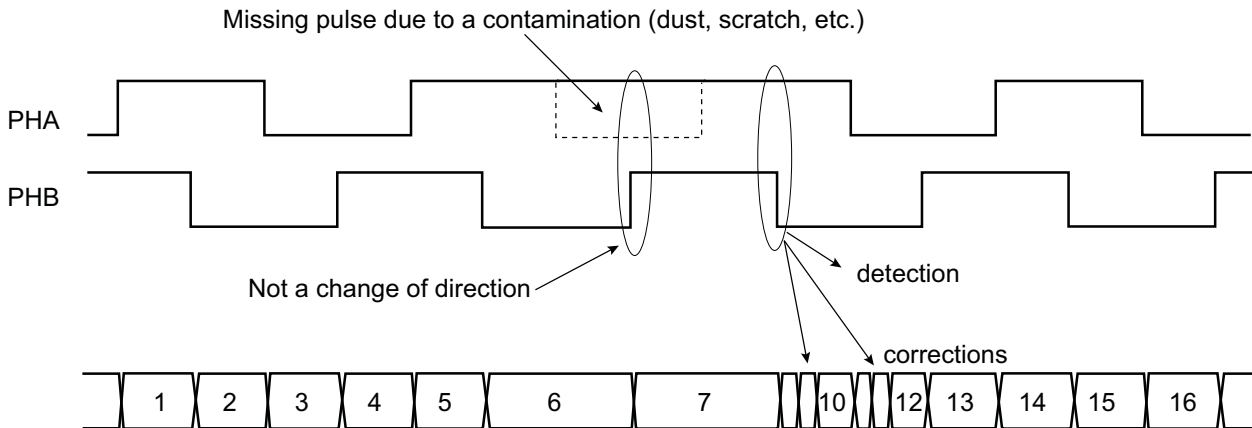 Missing pulse due to a contamination (dust, scratch, etc.)
PHA
PHB
Not a change of direction
detection
corrections
1 2 3 4 5 6 7 10 12 13 14 15 16